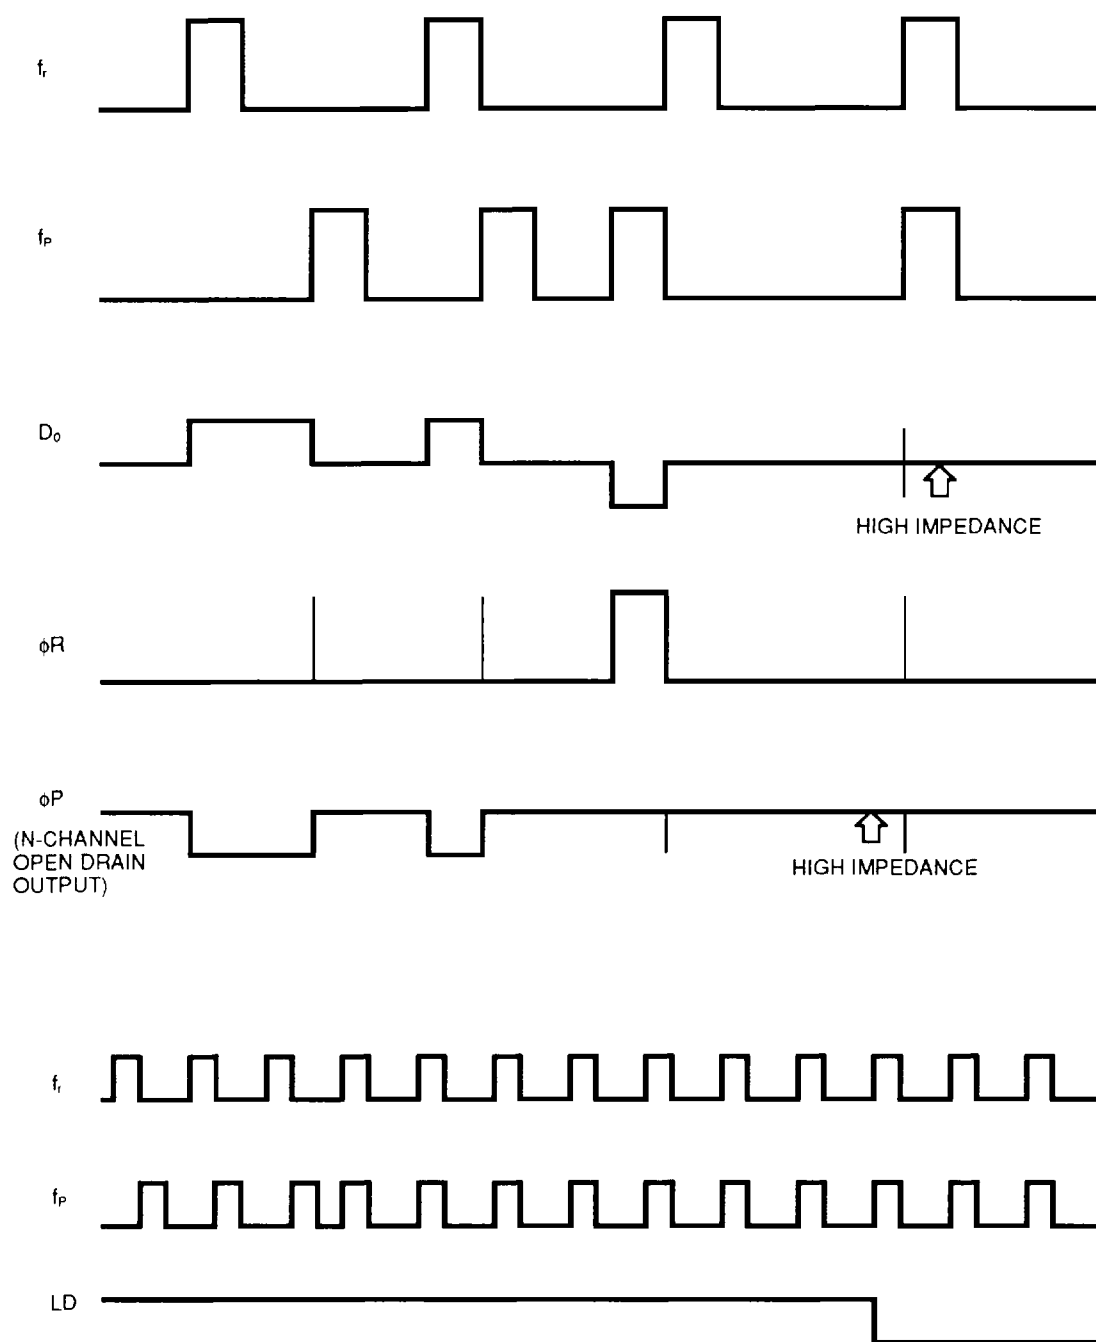 fr
fP
D0
HIGH IMPEDANCE
ϕR
ϕP
(N-CHANNEL
OPEN DRAIN
OUTPUT)
HIGH IMPEDANCE
fr
fP
LD